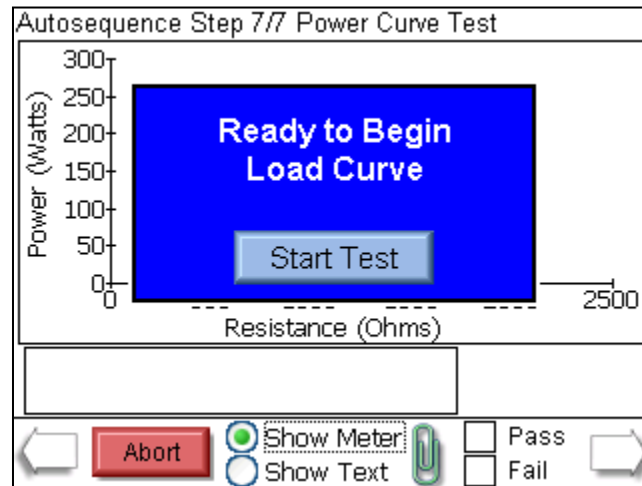 Autosequence Step 7/7 Power Curve Test
300
250
200
150
100
50
0
Power (Watts)
Ready to Begin
Load Curve
Start Test
0
2500
Resistance (Ohms)
Abort
Show Meter
Show Text
Pass
Fail